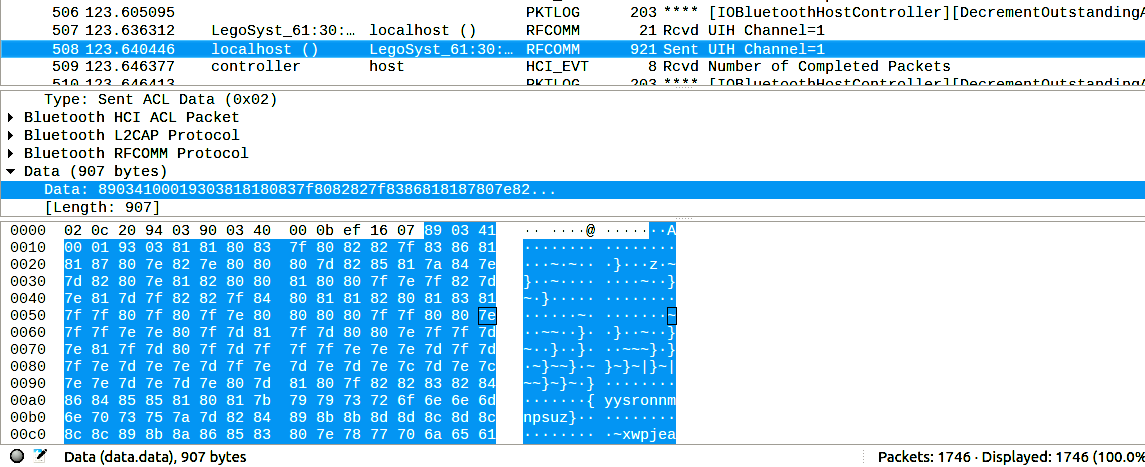 506 123.605095 PKTLOG 203 **** [IOBluetoothHostController][DecrementOutstandingA
507 123.636312 LegoSyst_61:30:… localhost () RFCOMM 21 Rcvd UIH Channel=1
508 123.640446 localhost () LegoSyst_61:30:… RFCOMM 921 Sent UIH Channel=1
509 123.646377 controller host HCI_EVT 8 Rcvd Number of Completed Packets
510 123.646413 PKTLOG 203 **** [IOBluetoothHostController][DecrementOutstandingA
Type: Sent ACL Data (0x02)
Bluetooth HCI ACL Packet
Bluetooth L2CAP Protocol
Bluetooth RFCOMM Protocol
Data (907 bytes)
Data: 89034100019303818180837f8082827f8386818187807e82...
[Length: 907]
0000 02 0c 20 94 03 90 03 40 00 0b ef 16 07 89 03 41 ·· ····@ ······ ··A
0010 00 01 93 03 81 81 80 83 7f 80 82 82 7f 83 86 81 ········ ········
0020 81 87 80 7e 82 7e 80 80 80 7d 82 85 81 7a 84 7e ···~·~·· ·}···z·~
0030 7d 82 80 7e 81 82 80 80 81 80 80 7f 7e 7f 82 7d }··~···· ····~··}
0040 7e 81 7d 7f 82 82 7f 84 80 81 81 82 80 81 83 81 ~·}····· ········
0050 7f 7f 80 7f 80 7f 7e 80 80 80 80 7f 7f 80 80 7e ······~· ·······~
0060 7f 7f 7e 7e 7f 7d 81 7f 7d 80 80 7e 7f 7f 7d ··~~··}· ·}··~··}
0070 7e 81 7f 7d 80 7f 7d 7f 7f 7f 7e 7e 7e 7d 7f 7d ~··}··}· ··~~~}·}
0080 7f 7e 7d 7e 7e 7d 7f 7e 7d 7e 7d 7e 7c 7d 7e 7c ·~}~~}·~ }~}~|}~|
0090 7e 7e 7d 7e 7d 7e 80 7d 81 80 7f 82 82 83 82 84 ~~}~}~·} ········
00a0 86 84 85 85 81 80 81 7b 79 79 73 72 6f 6e 6e 6d ·······{ yysronnm
00b0 6e 70 73 75 7a 7d 82 84 89 8b 8b 8d 8d 8c 8d 8c npsuz}·· ········
00c0 8c 8c 89 8b 8a 86 85 83 80 7e 78 77 70 6a 65 61 ········ ·~xwpjea
Data (data.data), 907 bytes Packets: 1746 · Displayed: 1746 (100.0%